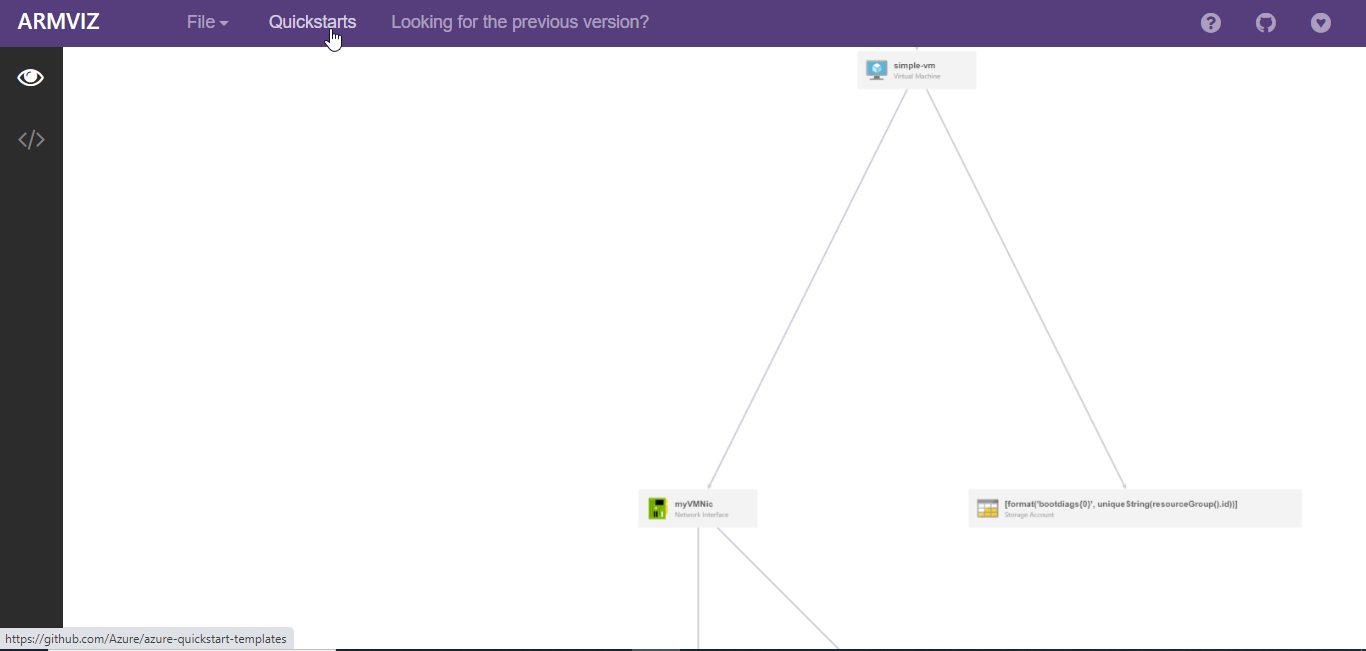 ARMVIZ
File
Quickstarts
Looking for the previous version?
simple-vm
Virtual Machine
myVMNic
Network Interface
[format('bootdiags{0}', uniqueString(resourceGroup().id))]
Storage Account
https://github.com/Azure/azure-quickstart-templates